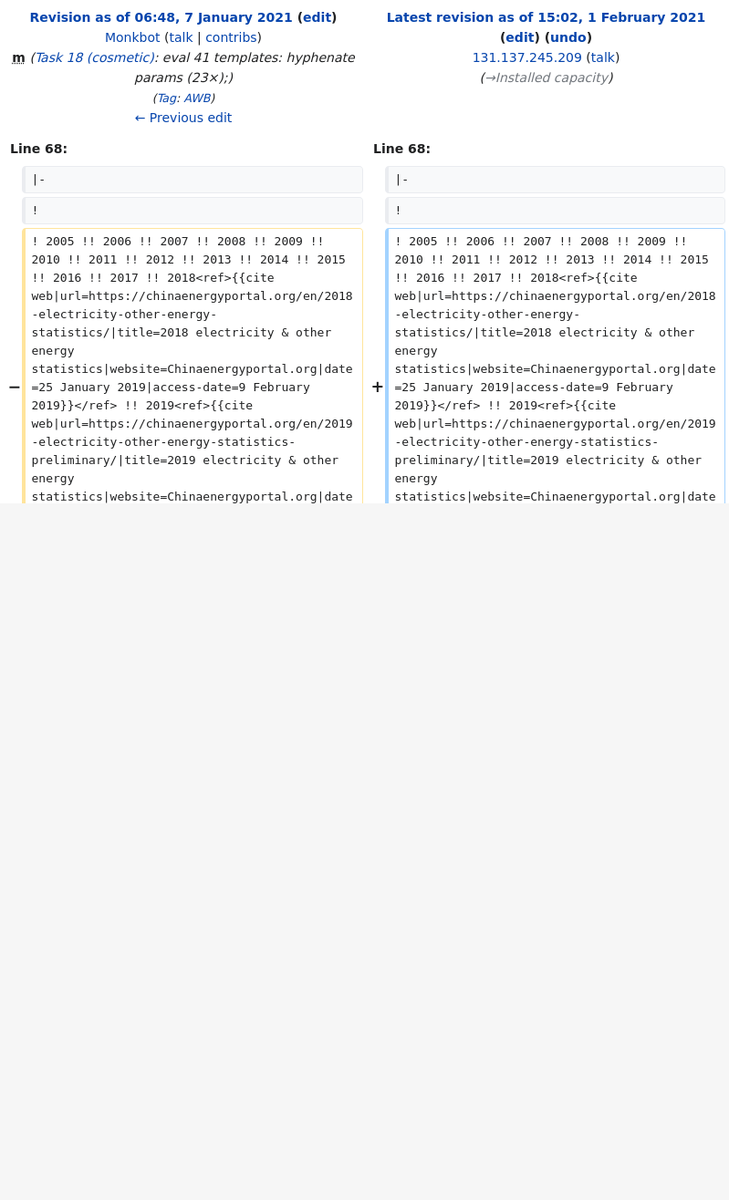 Revision as of 06:48, 7 January 2021 (edit)
Monkbot (talk | contribs)
m (Task 18 (cosmetic): eval 41 templates: hyphenate
params (23×);)
(Tag: AWB)
← Previous edit
Latest revision as of 15:02, 1 February 2021
(edit) (undo)
131.137.245.209 (talk)
(→Installed capacity)
Line 68:
Line 68:
|-
|-
!
!
−
! 2005 !! 2006 !! 2007 !! 2008 !! 2009 !!
2010 !! 2011 !! 2012 !! 2013 !! 2014 !! 2015
!! 2016 !! 2017 !! 2018<ref>{{cite
web|url=https://chinaenergyportal.org/en/2018
-electricity-other-energy-
statistics/|title=2018 electricity & other
energy
statistics|website=Chinaenergyportal.org|date
=25 January 2019|access-date=9 February
2019}}</ref> !! 2019<ref>{{cite
web|url=https://chinaenergyportal.org/en/2019
-electricity-other-energy-statistics-
preliminary/|title=2019 electricity & other
energy
statistics|website=Chinaenergyportal.org|date
+
! 2005 !! 2006 !! 2007 !! 2008 !! 2009 !!
2010 !! 2011 !! 2012 !! 2013 !! 2014 !! 2015
!! 2016 !! 2017 !! 2018<ref>{{cite
web|url=https://chinaenergyportal.org/en/2018
-electricity-other-energy-
statistics/|title=2018 electricity & other
energy
statistics|website=Chinaenergyportal.org|date
=25 January 2019|access-date=9 February
2019}}</ref> !! 2019<ref>{{cite
web|url=https://chinaenergyportal.org/en/2019
-electricity-other-energy-statistics-
preliminary/|title=2019 electricity & other
energy
statistics|website=Chinaenergyportal.org|date